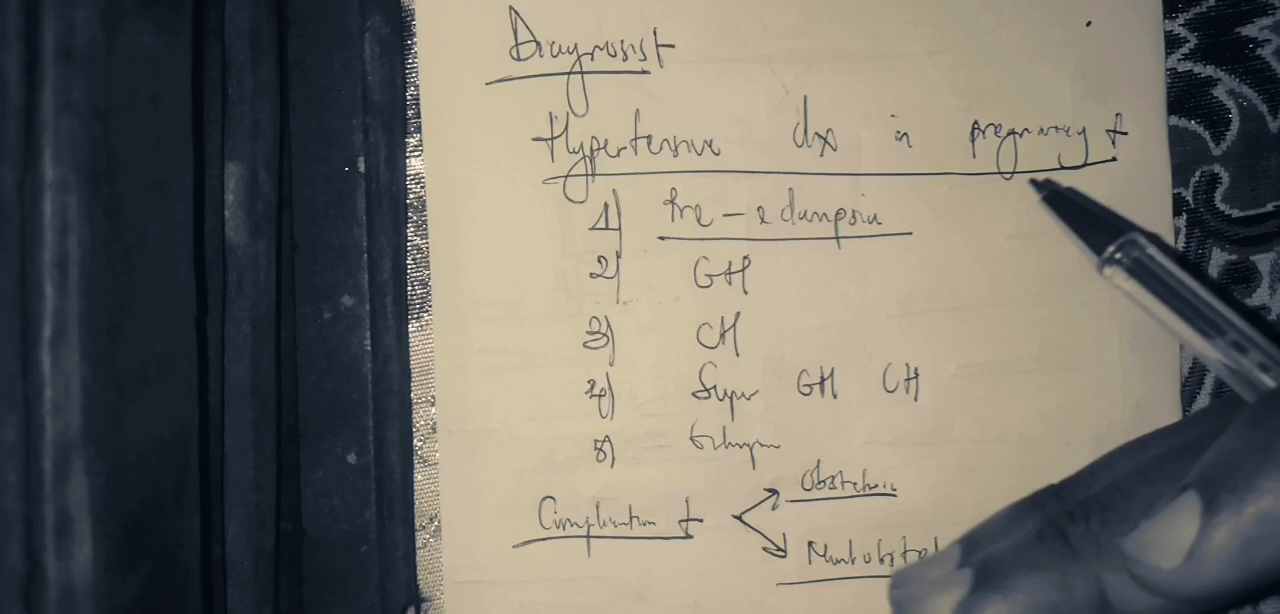 Diagnosis +
Hypertensive dx in pregnancy +
1) Pre-eclampsia
2) GH
3) CH
4) Super GH CH
5)
Complication + Obstetric